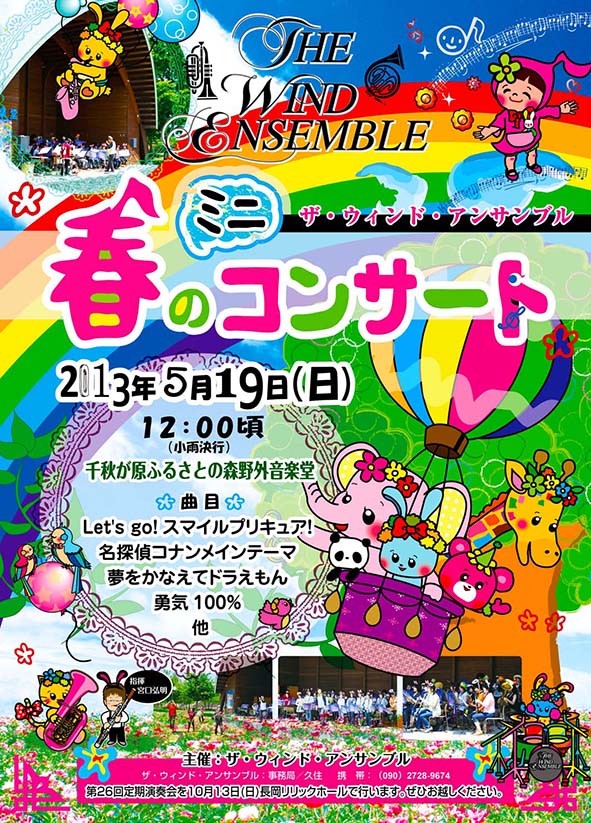 THE
WIND
ENSEMBLE
ザ・ウィンド・アンサンブル
春のミニコンサート
2013年5月19日(日)
12:00頃
(小雨決行)
千秋が原ふるさとの森野外音楽堂
曲目
Let's go! スマイルプリキュア!
名探偵コナンメインテーマ
夢をかなえてドラえもん
勇気100%
他
指揮
宮口弘明
THE
WIND
ENSEMBLE
主催:ザ・ウィンド・アンサンブル
ザ・ウィンド・アンサンブル:事務局/久住 携 帯:(090)2728-9674
第26回定期演奏会を10月13日(日)長岡リリックホールで行います。ぜひお越しください。